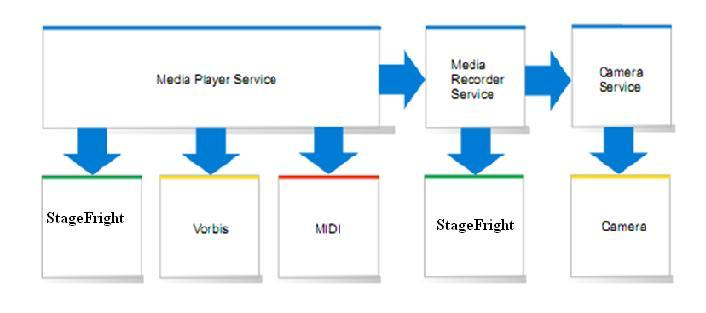 Media Player Service
Media
Recorder
Service
Camera
Service
StageFright
Vorbis
MIDI
StageFright
Camera